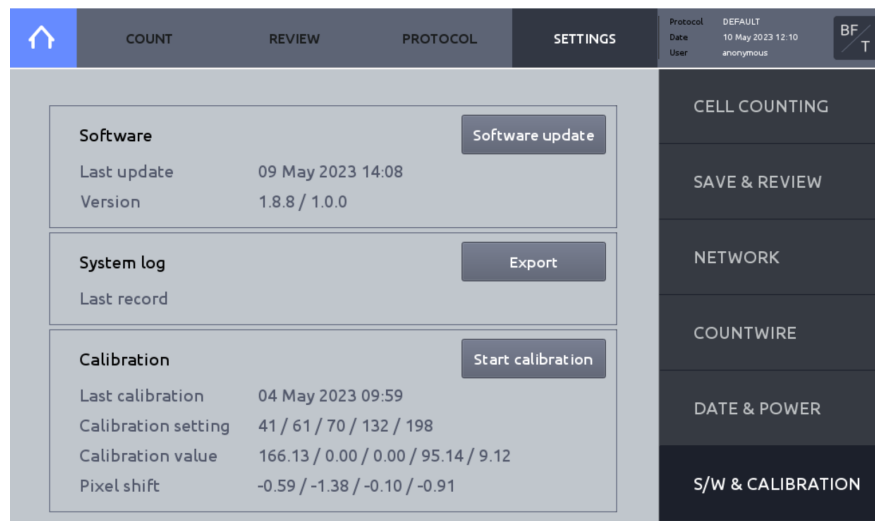 COUNT REVIEW PROTOCOL SETTINGS
Protocol DEFAULT
Date 10 May 2023 12:10
User anonymous
BF/T
Software Software update
Last update 09 May 2023 14:08
Version 1.8.8 / 1.0.0
System log Export
Last record
Calibration Start calibration
Last calibration 04 May 2023 09:59
Calibration setting 41 / 61 / 70 / 132 / 198
Calibration value 166.13 / 0.00 / 0.00 / 95.14 / 9.12
Pixel shift -0.59 / -1.38 / -0.10 / -0.91
CELL COUNTING
SAVE & REVIEW
NETWORK
COUNTWIRE
DATE & POWER
S/W & CALIBRATION